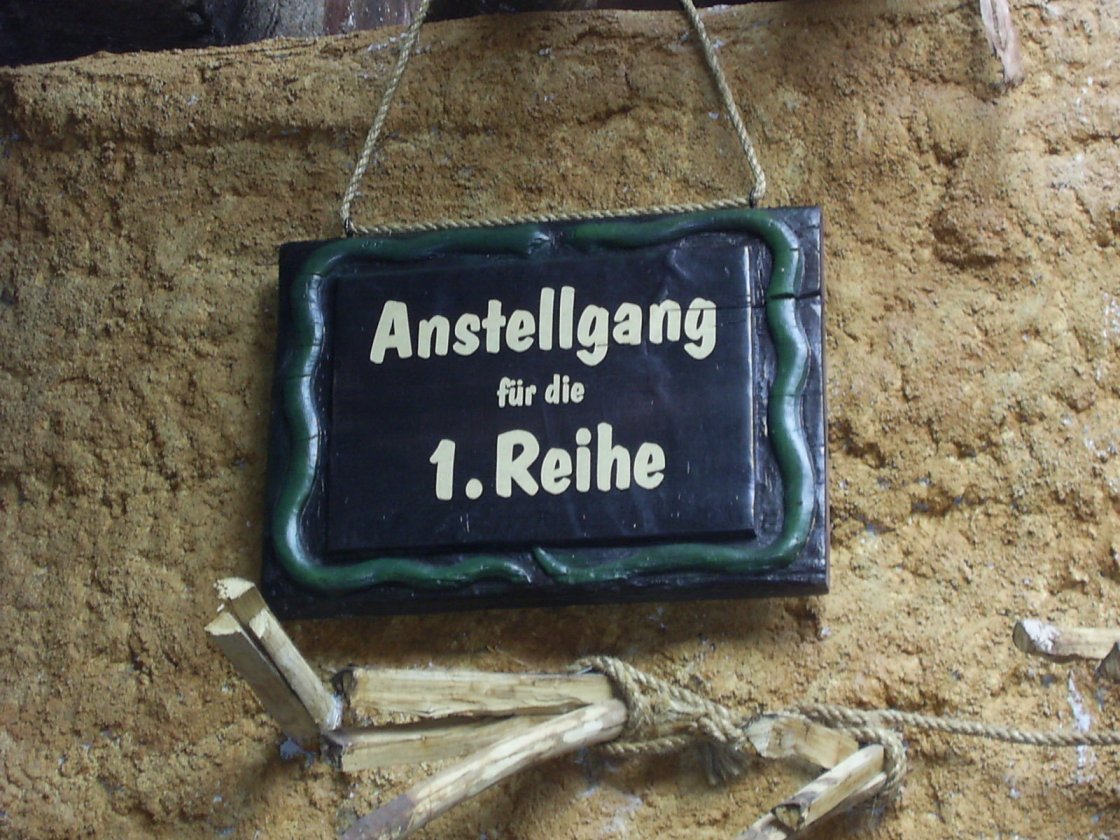 Anstellgang
für die
1. Reihe